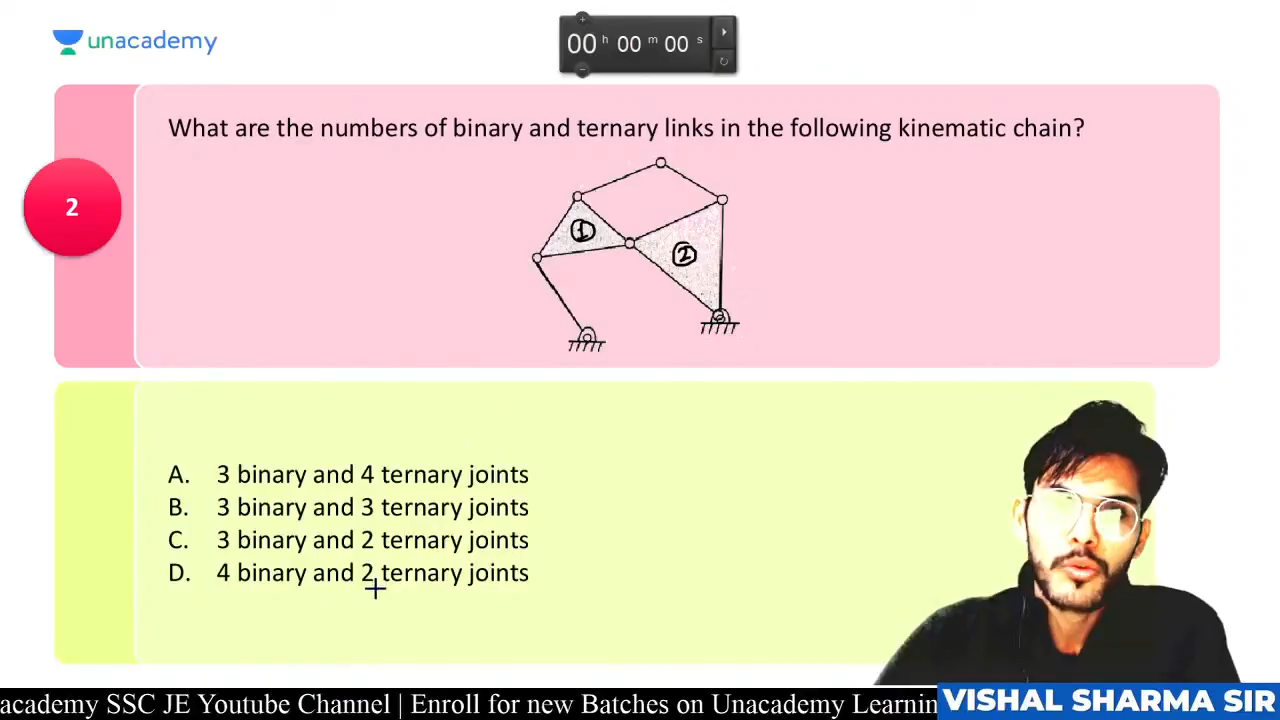 unacademy
00 h 00 m 00 s
What are the numbers of binary and ternary links in the following kinematic chain?
2
1
2
A. 3 binary and 4 ternary joints
B. 3 binary and 3 ternary joints
C. 3 binary and 2 ternary joints
D. 4 binary and 2 ternary joints
academy SSC JE Youtube Channel | Enroll for new Batches on Unacademy Learnin
VISHAL SHARMA SIR